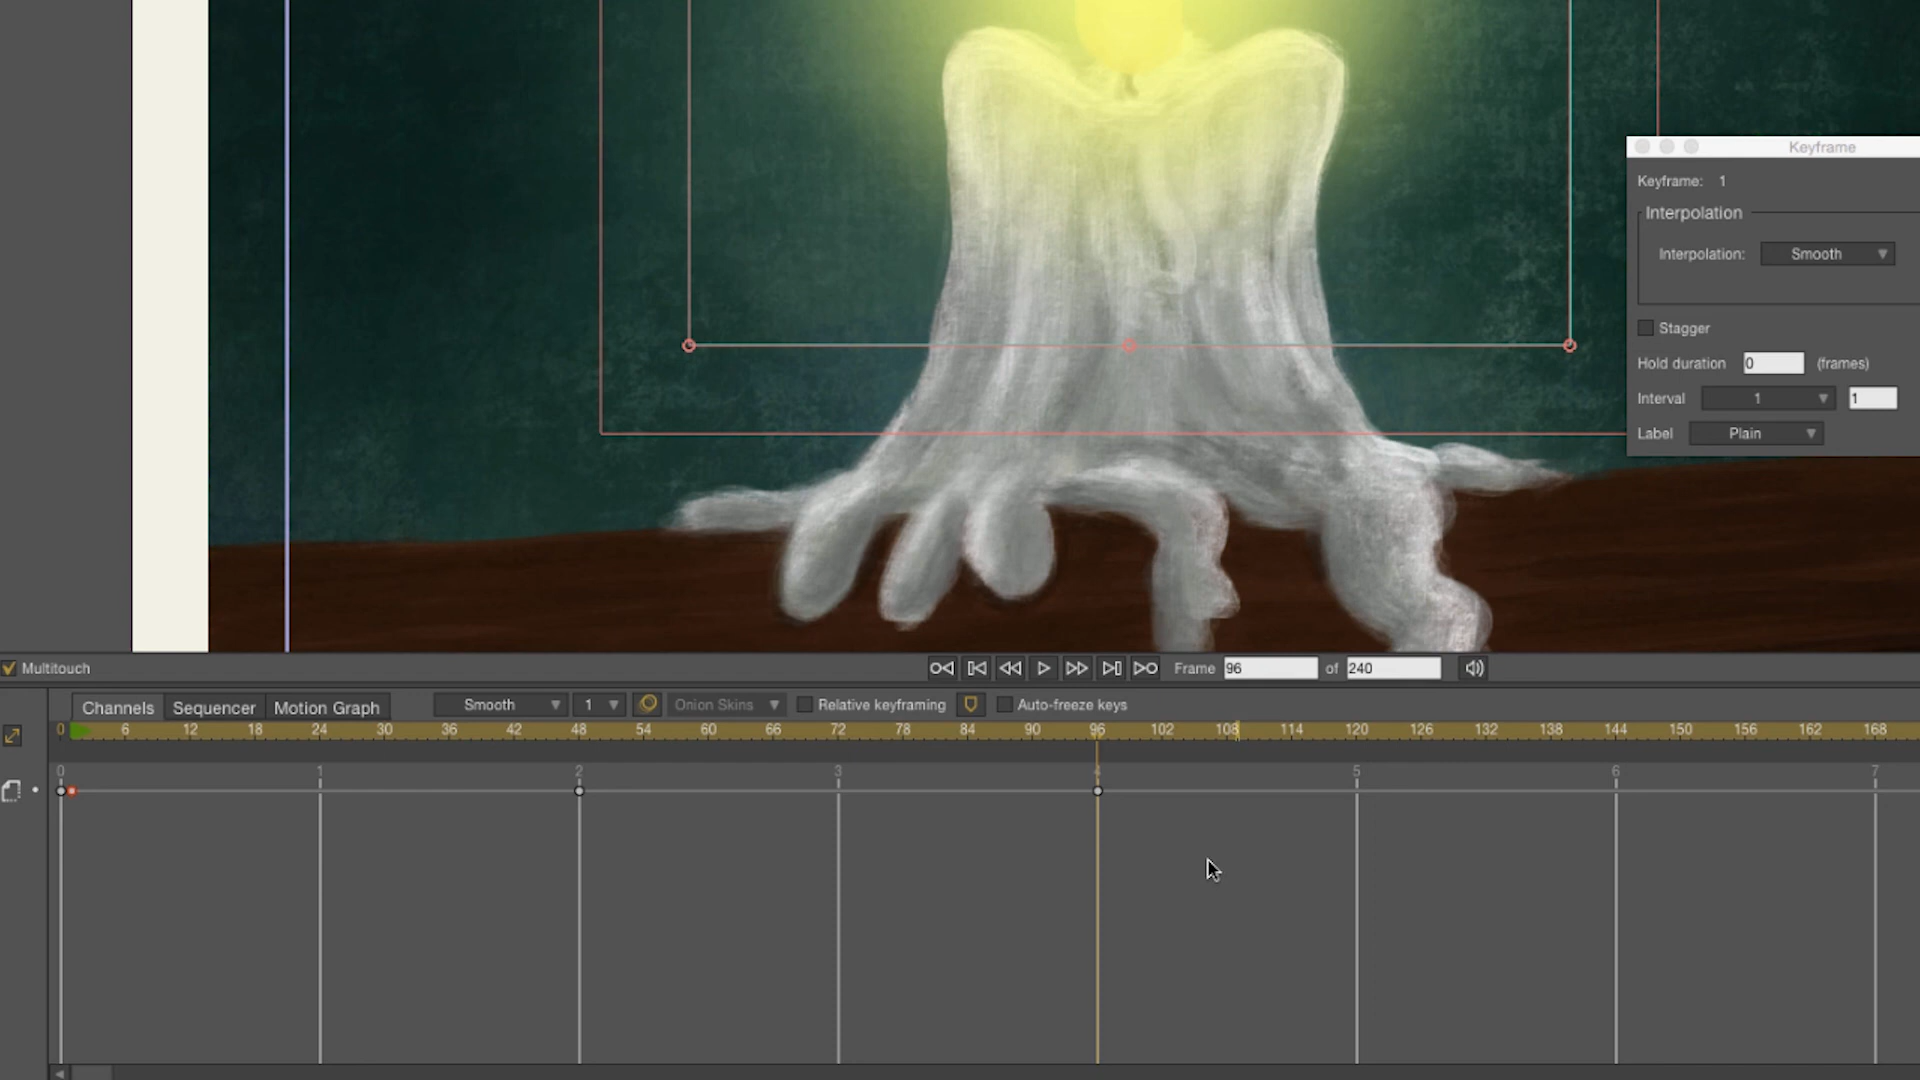 Keyframe
Keyframe: 1
Interpolation
Interpolation: Smooth
Stagger
Hold duration 0 (frames)
Interval 1 1
Label Plain
Multitouch
Frame 96 of 240
Channels Sequencer Motion Graph Smooth 1 Onion Skins Relative keyframing Auto-freeze keys
0 6 12 18 24 30 36 42 48 54 60 66 72 78 84 90 96 102 108 114 120 126 132 138 144 150 156 162 168
0 1 2 3 4 5 6 7